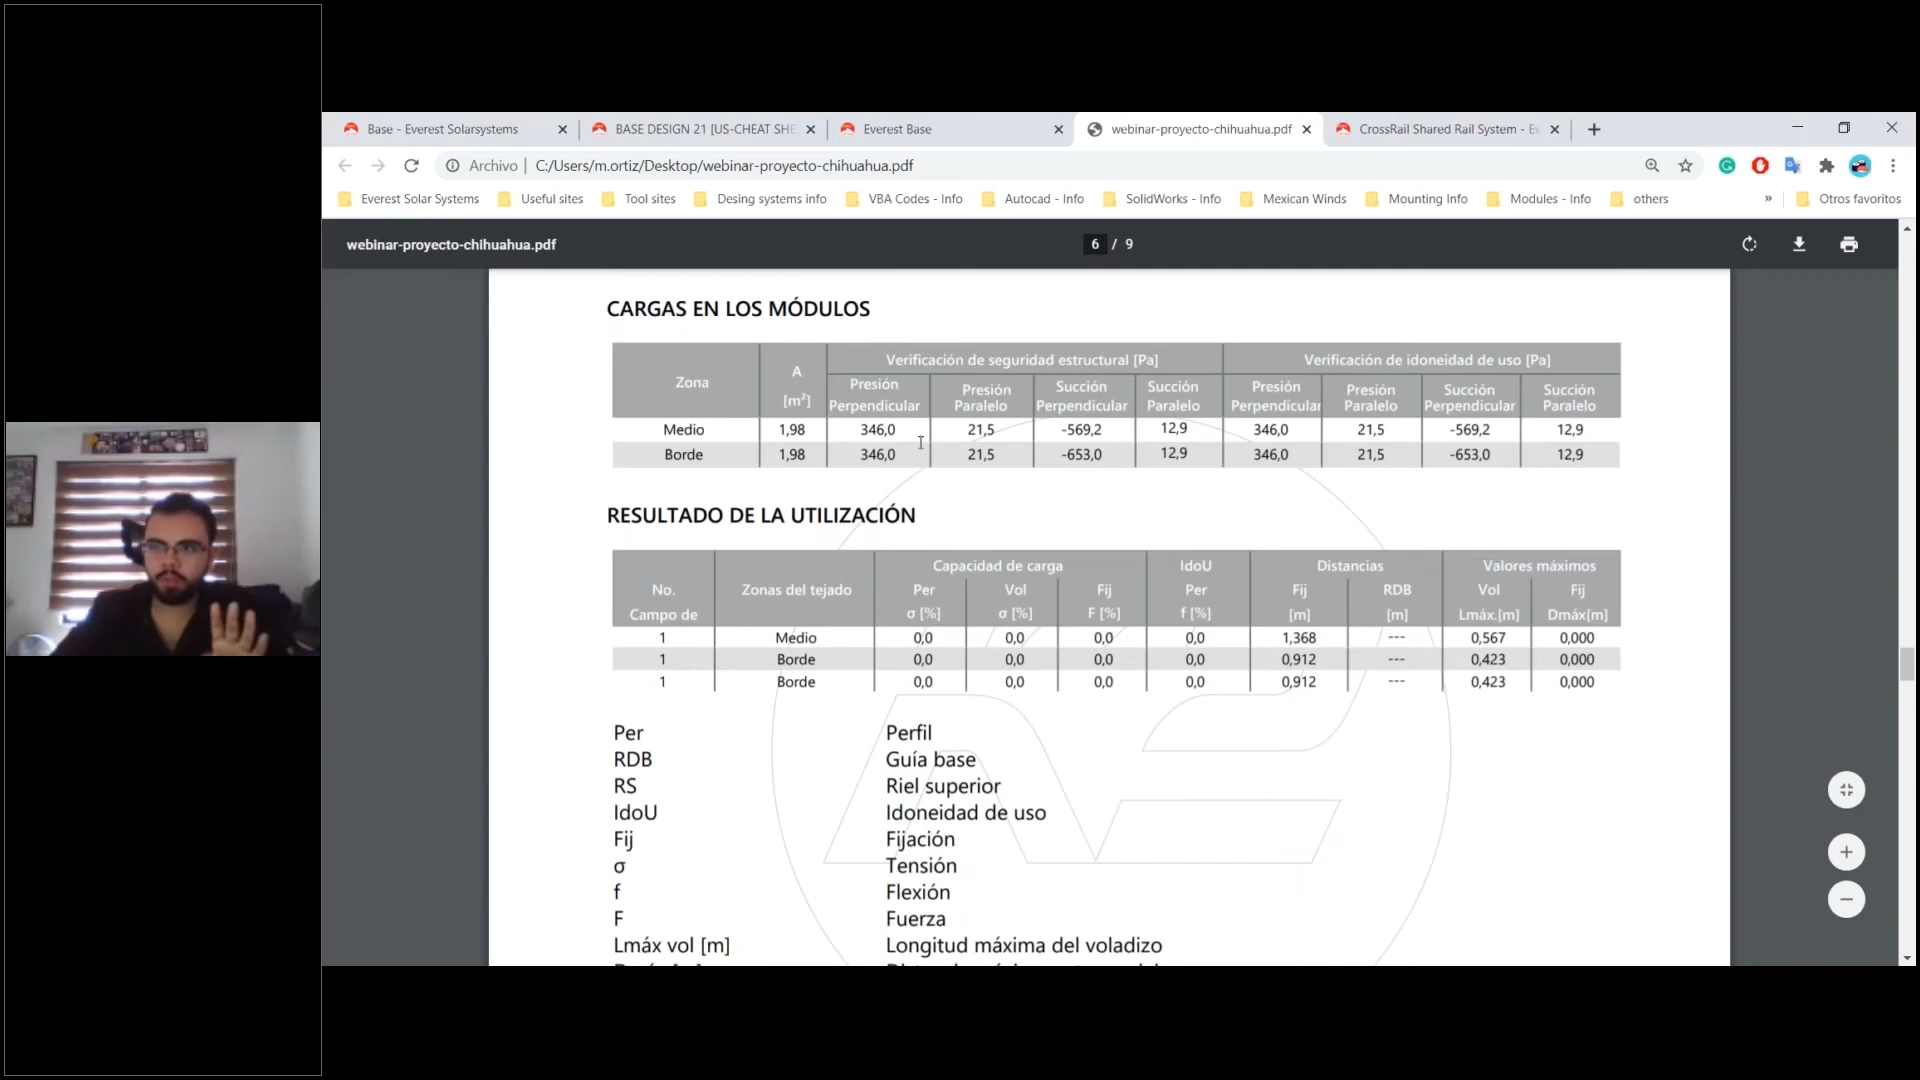 Base - Everest Solarsystems
BASE DESIGN 21 [US-CHEAT SHE
Everest Base
webinar-proyecto-chihuahua.pdf
CrossRail Shared Rail System - Ev
Archivo | C:/Users/m.ortiz/Desktop/webinar-proyecto-chihuahua.pdf
Everest Solar Systems
Useful sites
Tool sites
Desing systems info
VBA Codes - Info
Autocad - Info
SolidWorks - Info
Mexican Winds
Mounting Info
Modules - Info
others
»
Otros favoritos
webinar-proyecto-chihuahua.pdf
6 / 9
CARGAS EN LOS MÓDULOS
Zona
A
[m²]
Verificación de seguridad estructural [Pa]
Verificación de idoneidad de uso [Pa]
Presión Perpendicular
Presión Paralelo
Succión Perpendicular
Succión Paralelo
Presión Perpendicular
Presión Paralelo
Succión Perpendicular
Succión Paralelo
Medio 1,98 346,0 21,5 -569,2 12,9 346,0 21,5 -569,2 12,9
Borde 1,98 346,0 21,5 -653,0 12,9 346,0 21,5 -653,0 12,9
RESULTADO DE LA UTILIZACIÓN
Capacidad de carga IdoU Distancias Valores máximos
No. Zonas del tejado Per Vol Fij Per Fij RDB Vol Fij
Campo de σ [%] σ [%] F [%] f [%] [m] [m] Lmáx.[m] Dmáx[m]
1 Medio 0,0 0,0 0,0 0,0 1,368 --- 0,567 0,000
1 Borde 0,0 0,0 0,0 0,0 0,912 --- 0,423 0,000
1 Borde 0,0 0,0 0,0 0,0 0,912 --- 0,423 0,000
Per Perfil
RDB Guía base
RS Riel superior
IdoU Idoneidad de uso
Fij Fijación
σ Tensión
f Flexión
F Fuerza
Lmáx vol [m] Longitud máxima del voladizo